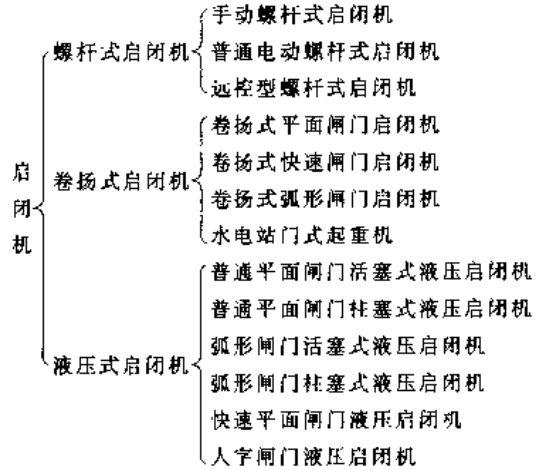 启闭机
螺杆式启闭机
手动螺杆式启闭机
普通电动螺杆式启闭机
远控型螺杆式启闭机
卷扬式启闭机
卷扬式平面闸门启闭机
卷扬式快速闸门启闭机
卷扬式弧形闸门启闭机
水电站门式起重机
液压式启闭机
普通平面闸门活塞式液压启闭机
普通平面闸门柱塞式液压启闭机
弧形闸门活塞式液压启闭机
弧形闸门柱塞式液压启闭机
快速平面闸门液压启闭机
人字闸门液压启闭机